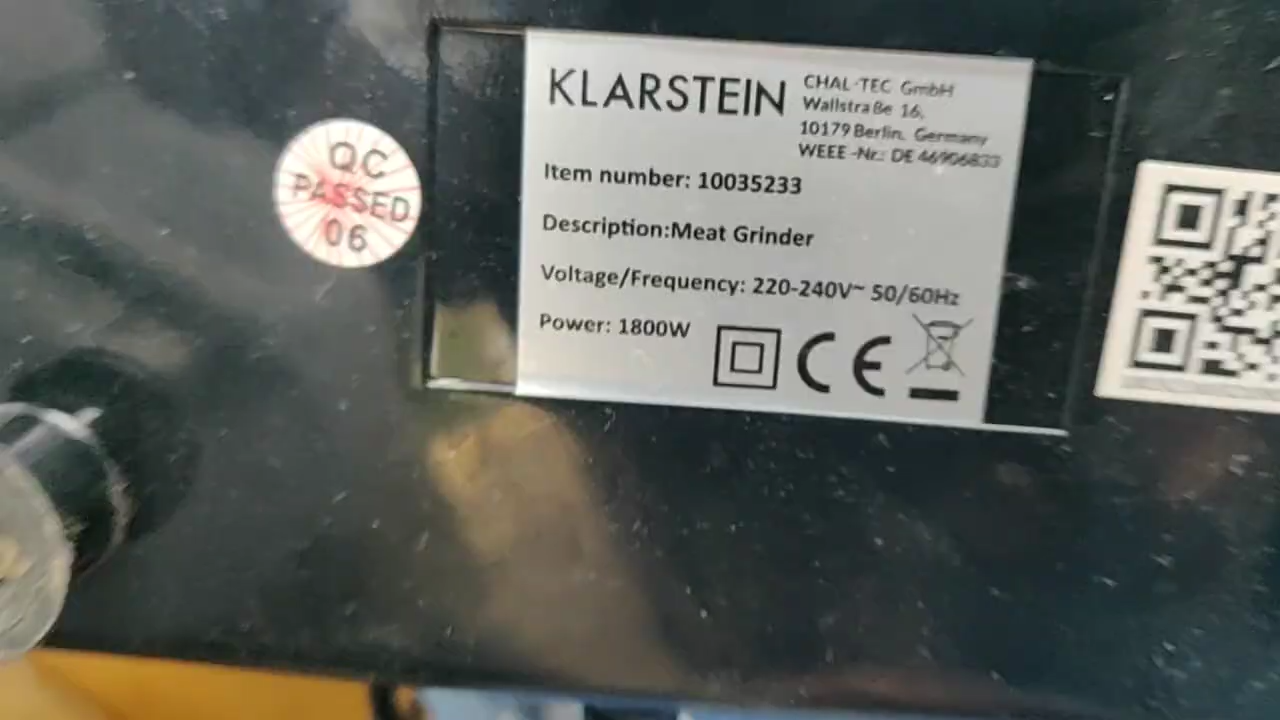 KLARSTEIN
CHAL-TEC GmbH
Wallstraße 16,
10179 Berlin, Germany
WEEE -Nr.: DE 46906833
Item number: 10035233
Description:Meat Grinder
Voltage/Frequency: 220-240V~ 50/60Hz
Power: 1800W
CE
QC
PASSED
06